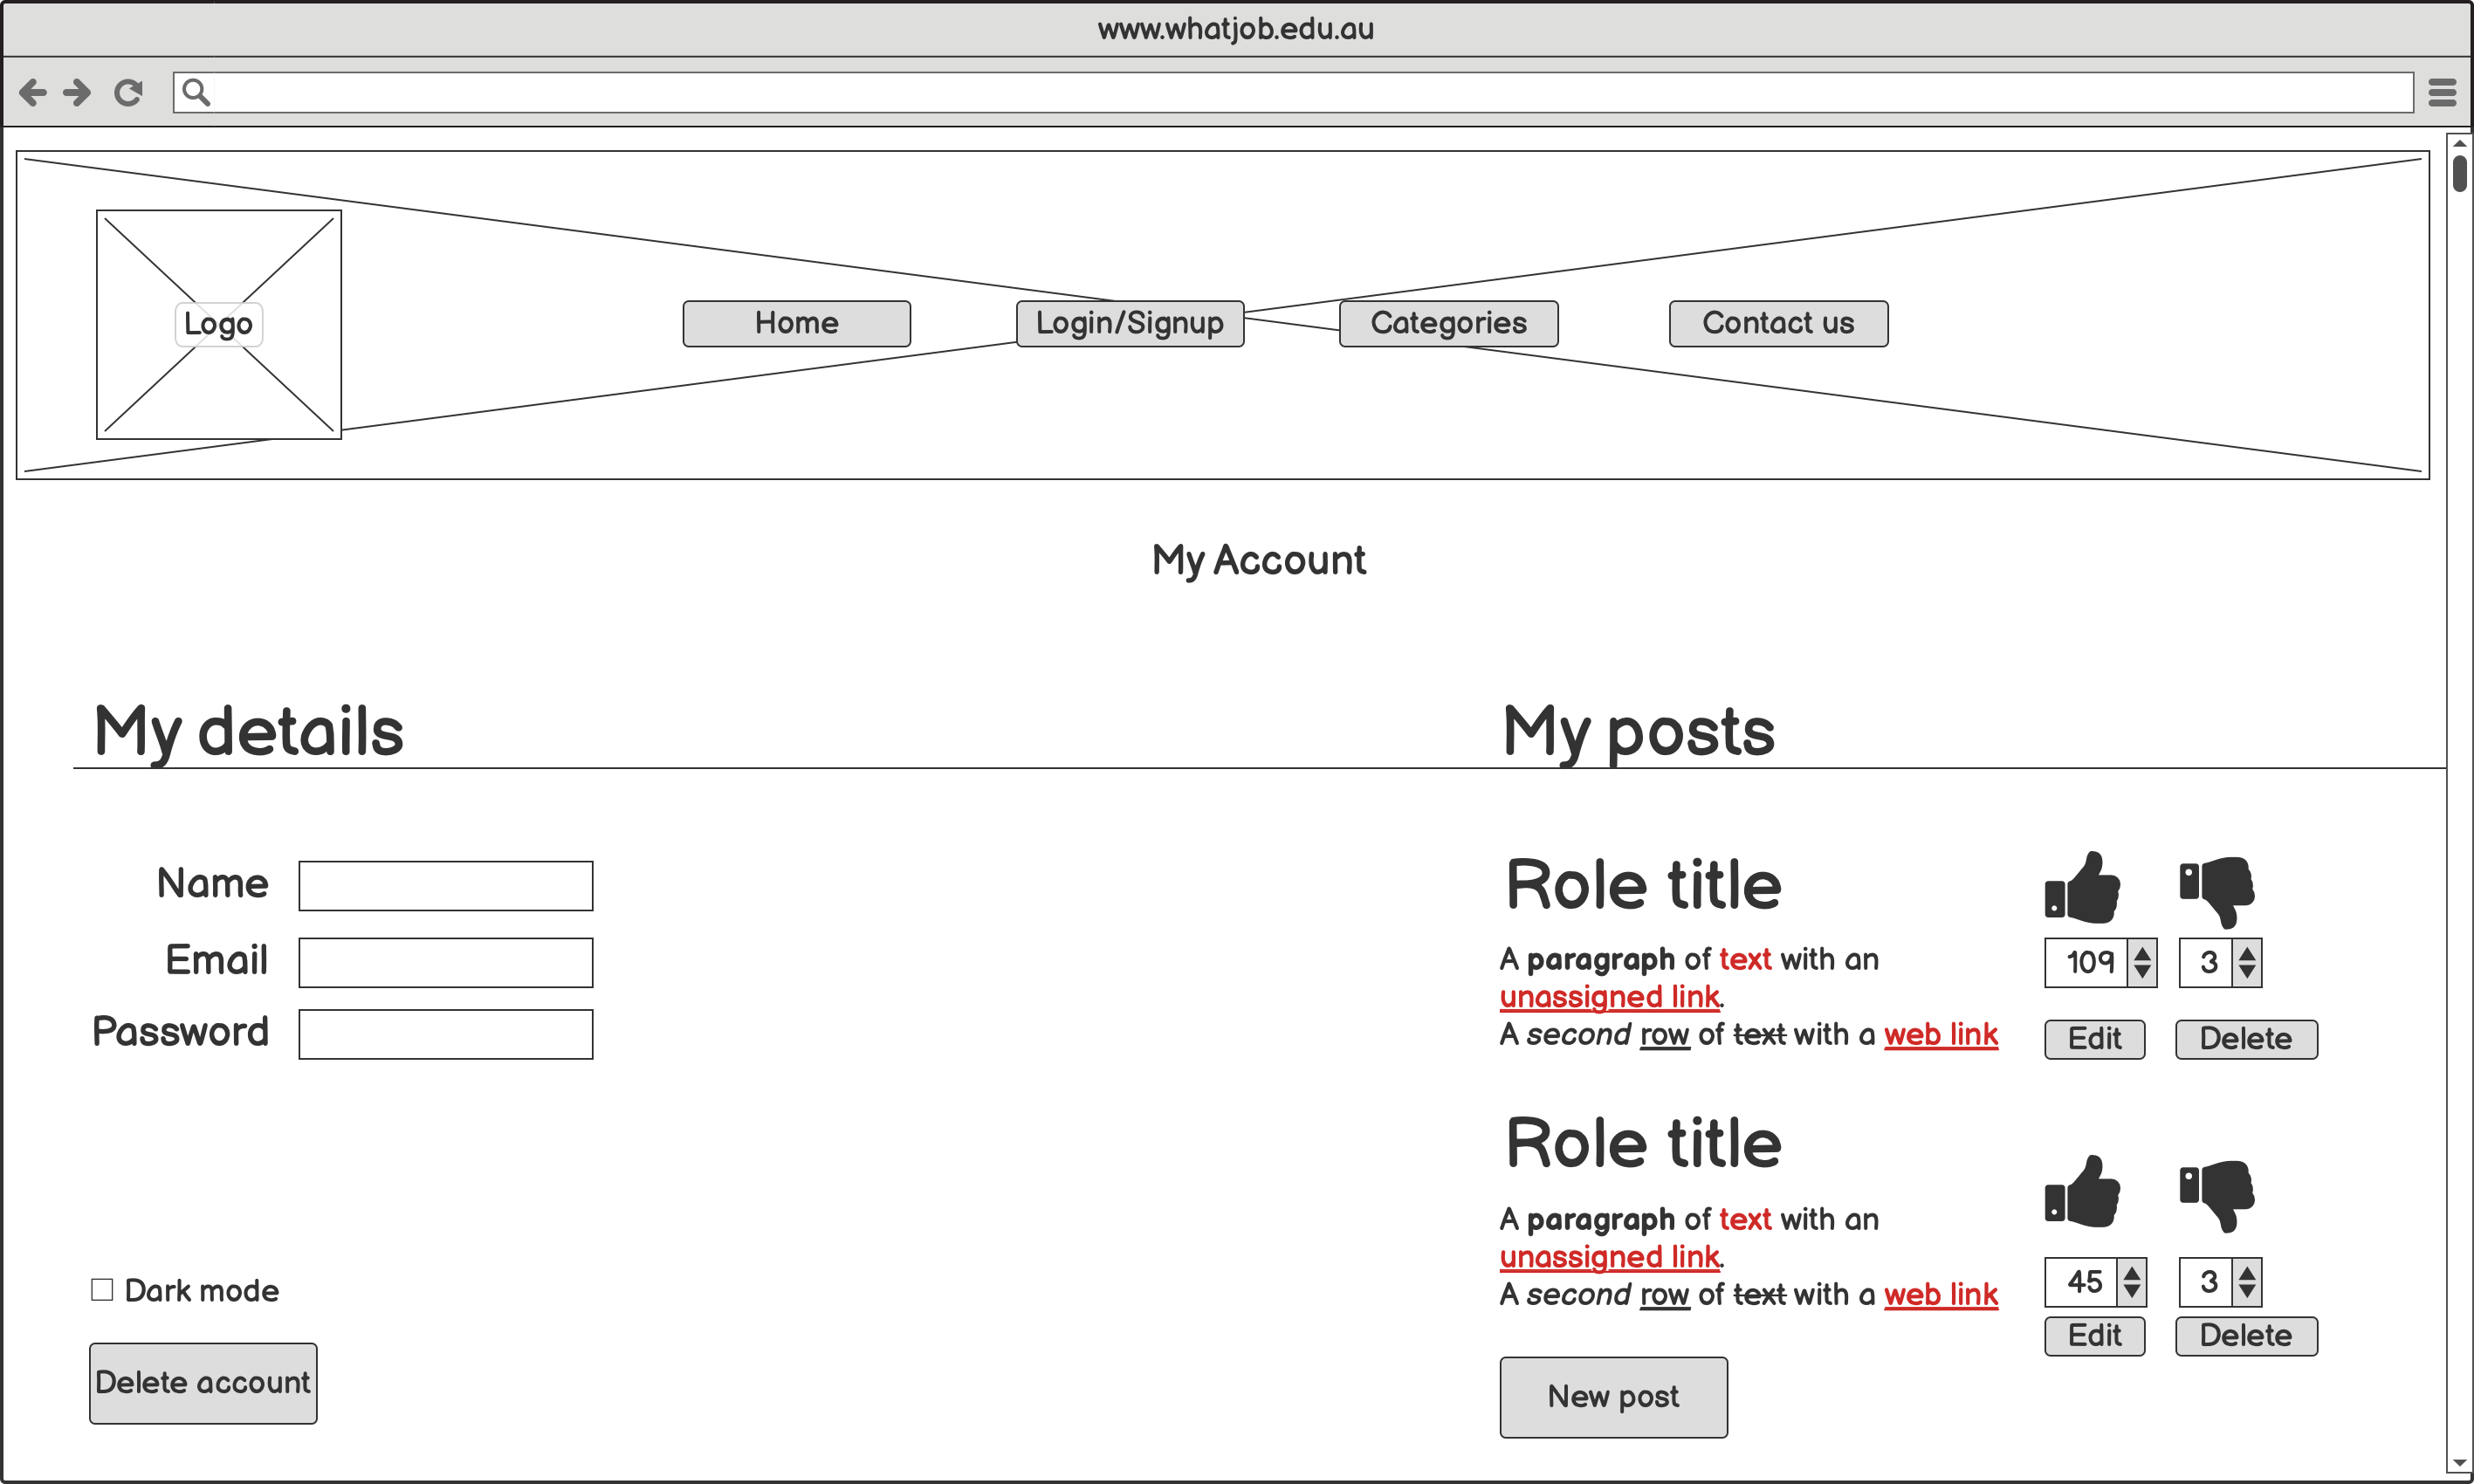 www.whatjob.edu.au
Logo
Home
Login/Signup
Categories
Contact us
My Account
My details
My posts
Name
Email
Password
Dark mode
Delete account
Role title
A paragraph of text with an
unassigned link.
A second row of text with a web link
109
3
Edit
Delete
Role title
A paragraph of text with an
unassigned link.
A second row of text with a web link
45
3
Edit
Delete
New post